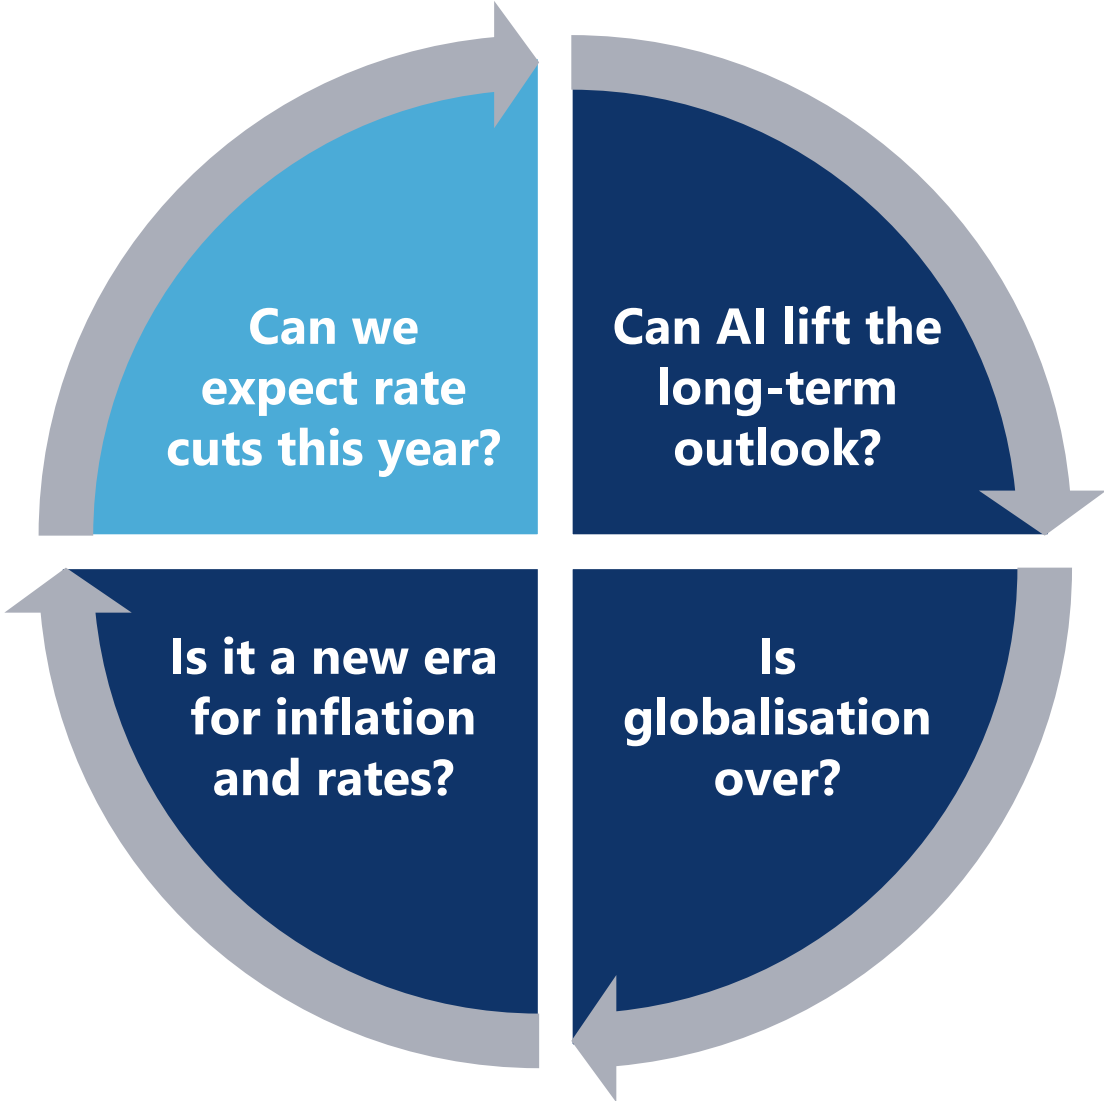 Can we
expect rate
cuts this year?
Can AI lift the
long-term
outlook?
Is it a new era
for inflation
and rates?
Is
globalisation
over?